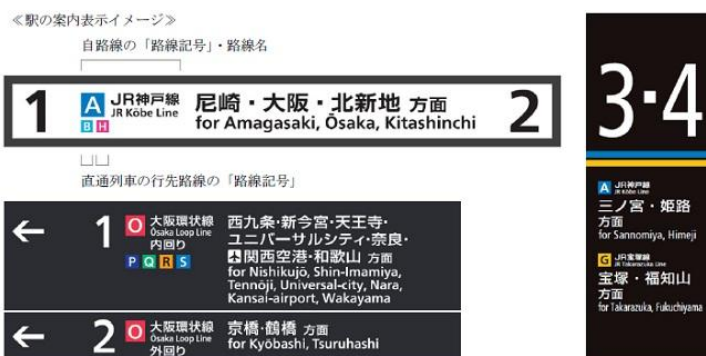 ≪駅の案内表示イメージ≫
自路線の「路線記号」・路線名
1 A JR神戸線 尼崎・大阪・北新地 方面 2
JR Kōbe Line for Amagasaki, Ōsaka, Kitashinchi
B H
直通列車の行先路線の「路線記号」
← 1 O 大阪環状線 西九条・新今宮・天王寺・
Osaka Loop Line ユニバーサルシティ・奈良・
内回り 関西空港・和歌山 方面
P Q R S for Nishikujō, Shin-Imamiya,
Tennōji, Universal-city, Nara,
Kansai-airport, Wakayama
← 2 O 大阪環状線 京橋・鶴橋 方面
Osaka Loop Line for Kyōbashi, Tsuruhashi
外回り
3・4
A JR神戸線
JR Kōbe Line
三ノ宮・姫路
方面
for Sannomiya, Himeji
G JR宝塚線
JR Takarazuka Line
宝塚・福知山
方面
for Takarazuka, Fukuchiyama